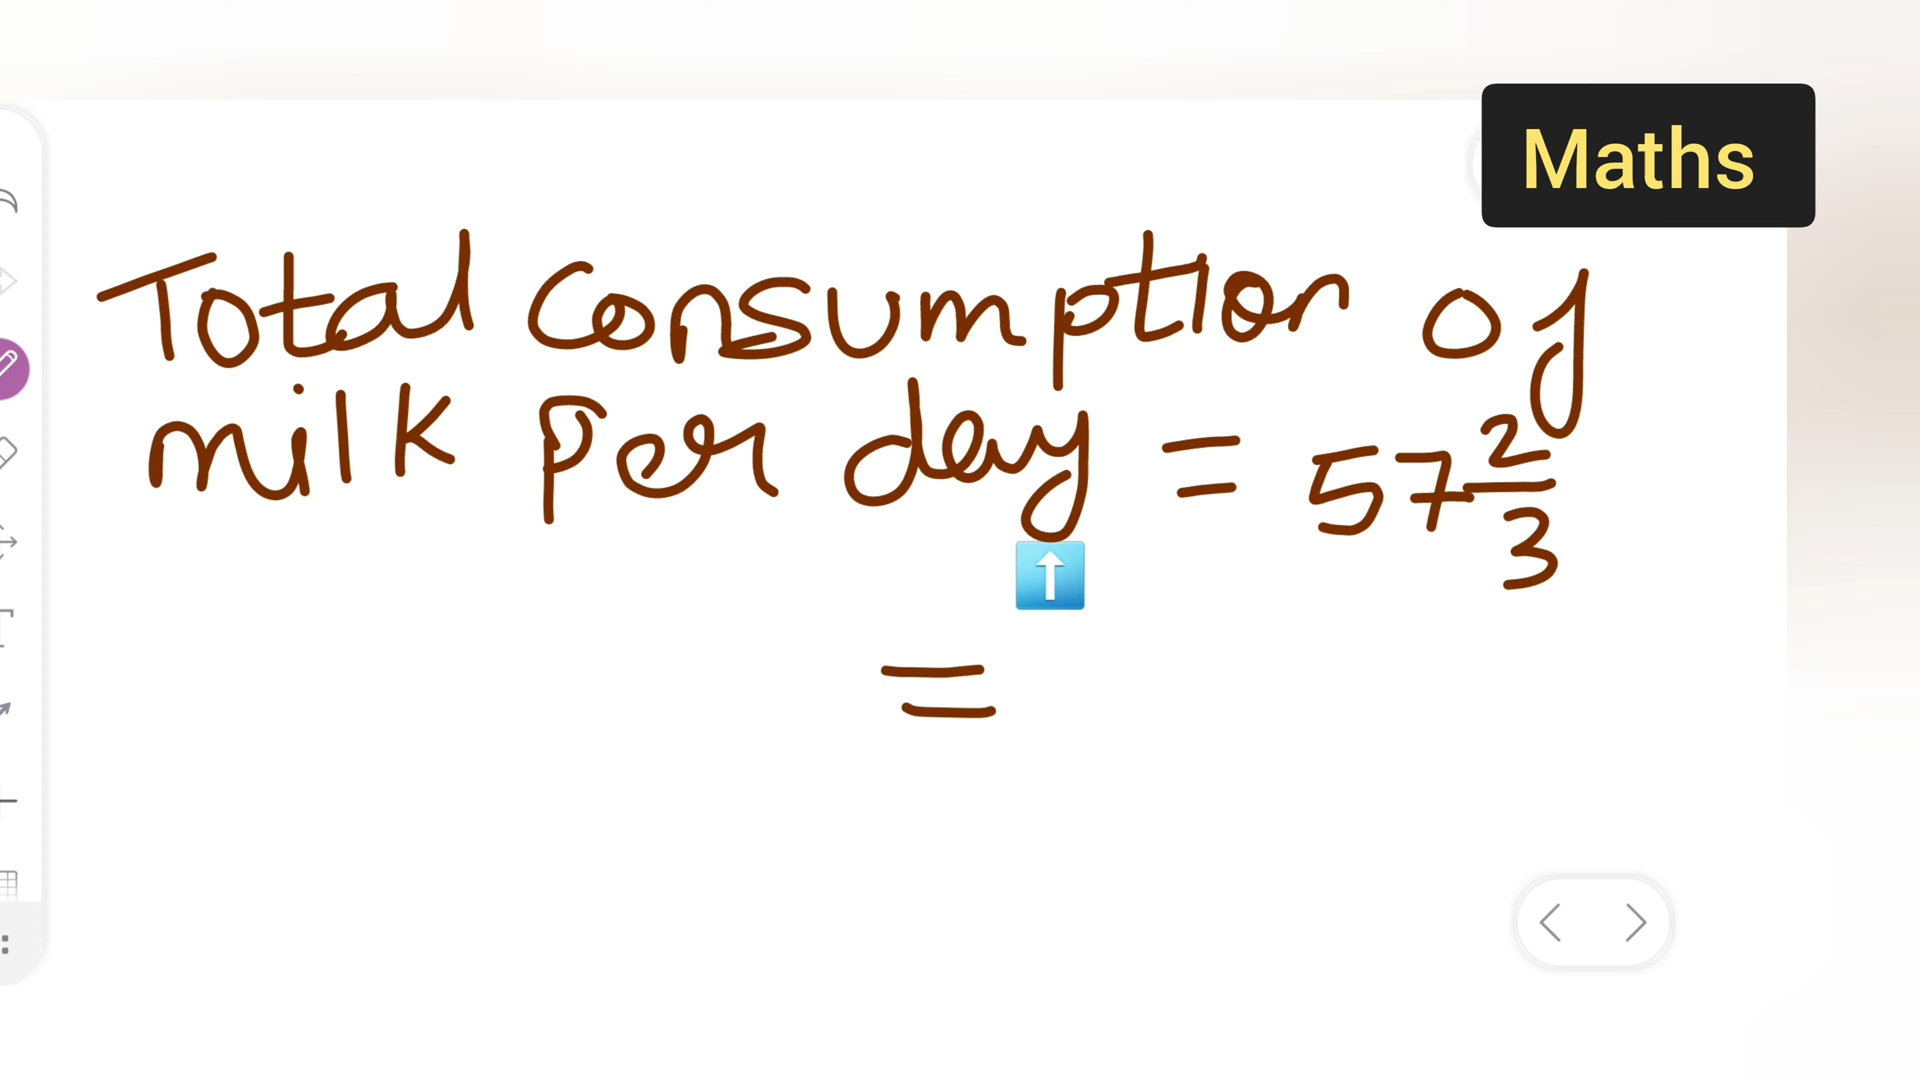 Maths
Total consumption of
milk per day = 57 2/3
=